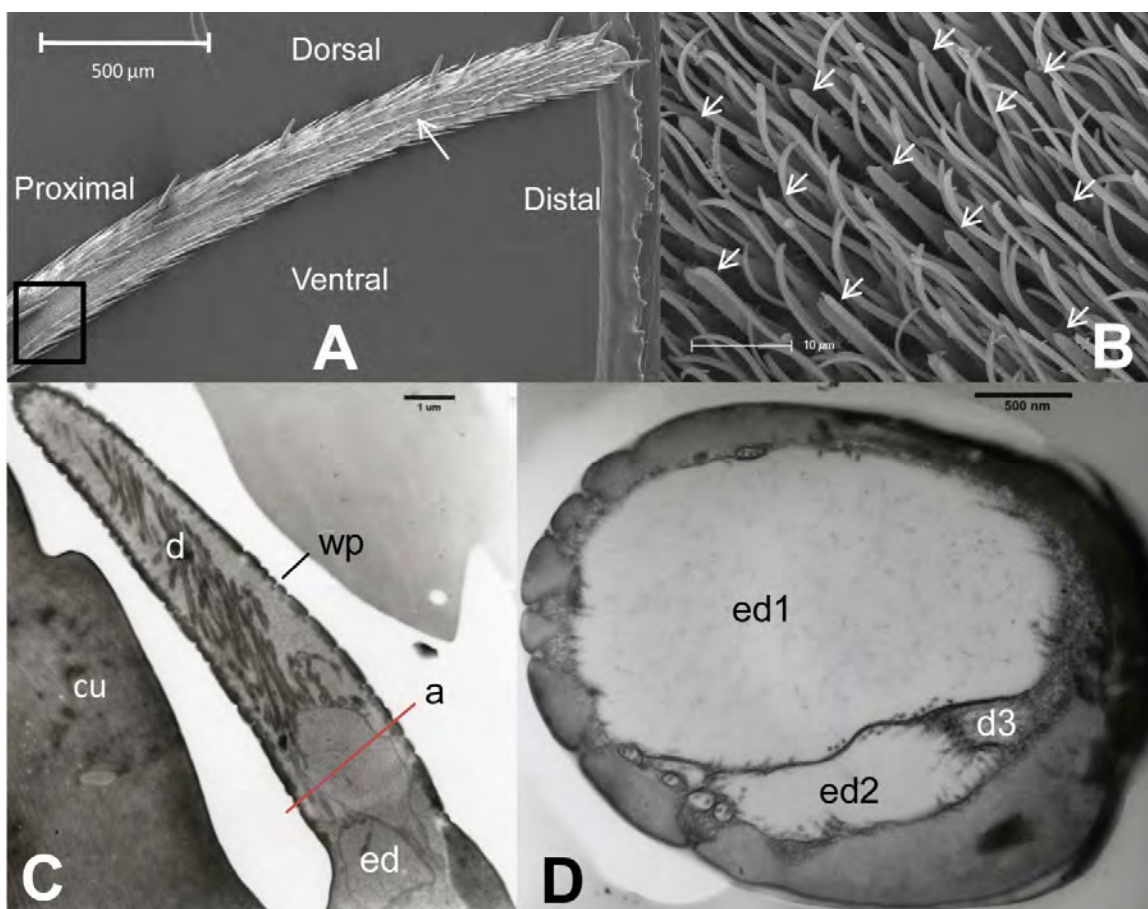 500 µm
Dorsal
Proximal
Distal
Ventral
A
10 µm
B
1 um
d
wp
cu
a
ed
C
500 nm
ed1
d3
ed2
D